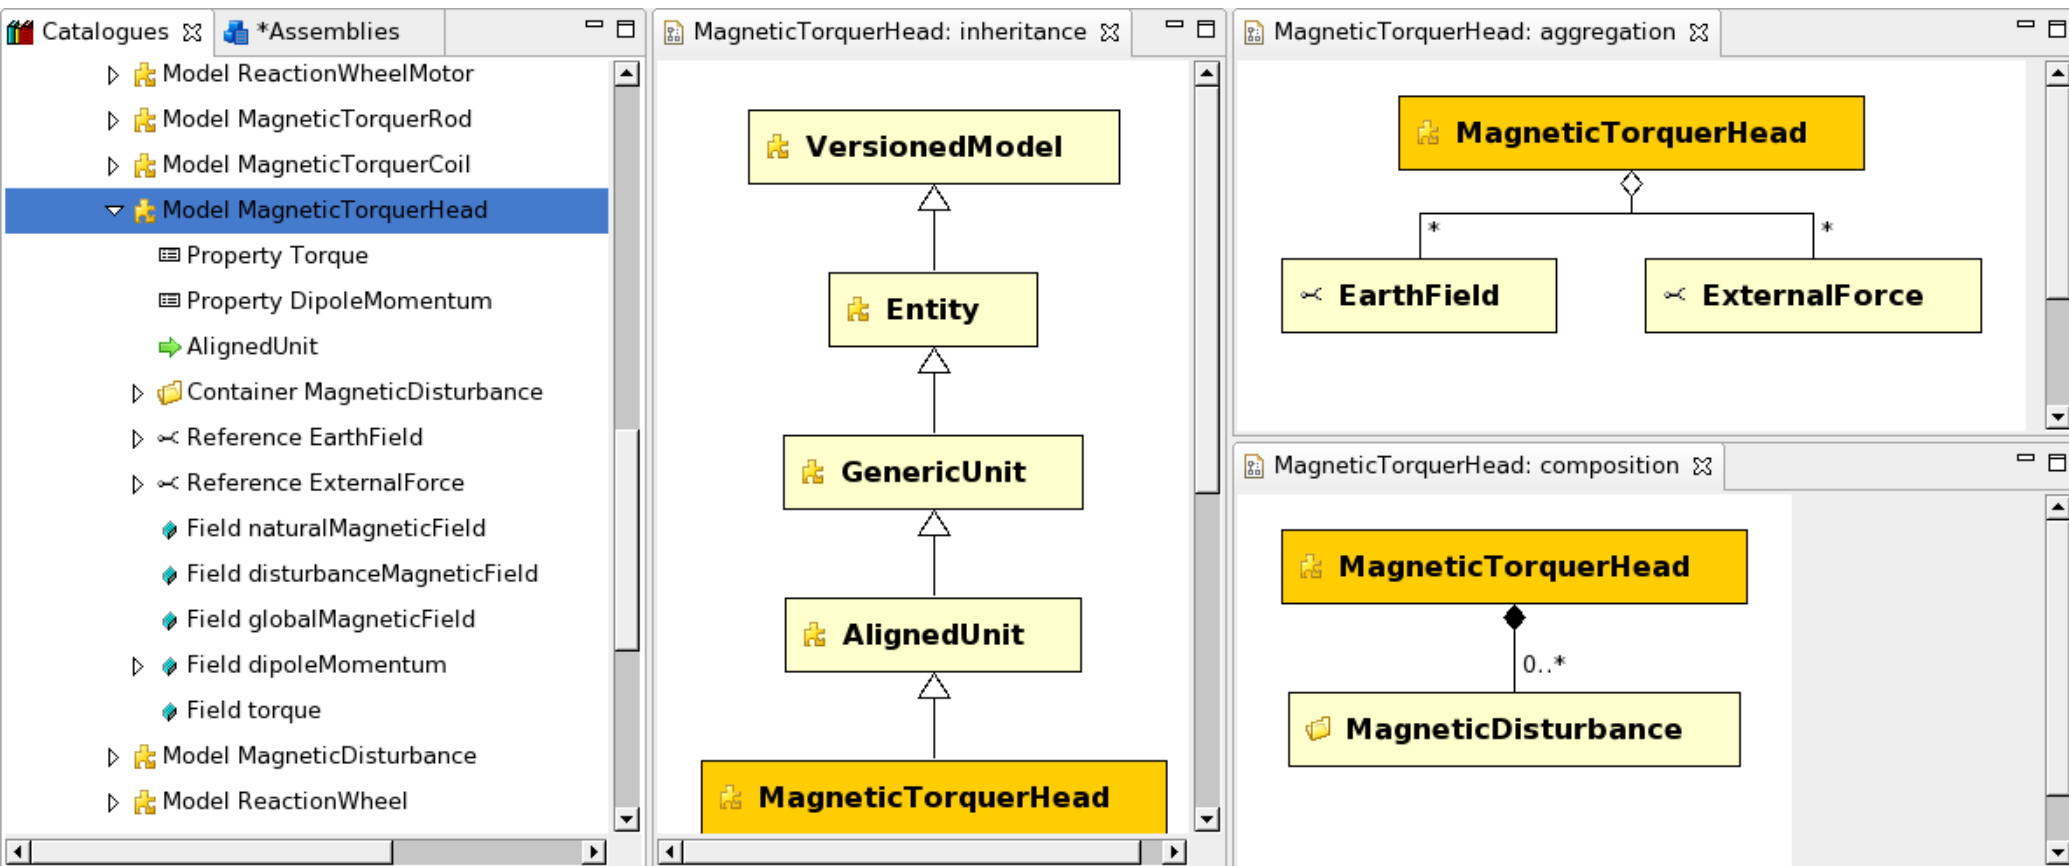 Catalogues
*Assemblies
Model ReactionWheelMotor
Model MagneticTorquerRod
Model MagneticTorquerCoil
Model MagneticTorquerHead
Property Torque
Property DipoleMomentum
AlignedUnit
Container MagneticDisturbance
Reference EarthField
Reference ExternalForce
Field naturalMagneticField
Field disturbanceMagneticField
Field globalMagneticField
Field dipoleMomentum
Field torque
Model MagneticDisturbance
Model ReactionWheel
MagneticTorquerHead: inheritance
VersionedModel
Entity
GenericUnit
AlignedUnit
MagneticTorquerHead
MagneticTorquerHead: aggregation
MagneticTorquerHead
* *
EarthField ExternalForce
MagneticTorquerHead: composition
MagneticTorquerHead
0..*
MagneticDisturbance